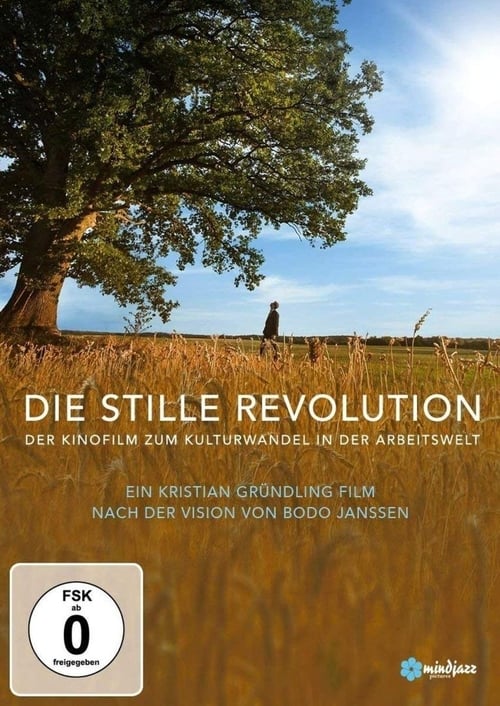 DIE STILLE REVOLUTION
DER KINOFILM ZUM KULTURWANDEL IN DER ARBEITSWELT
EIN KRISTIAN GRÜNDLING FILM
NACH DER VISION VON BODO JANSSEN
FSK
ab
0
freigegeben
mindjazz
pictures